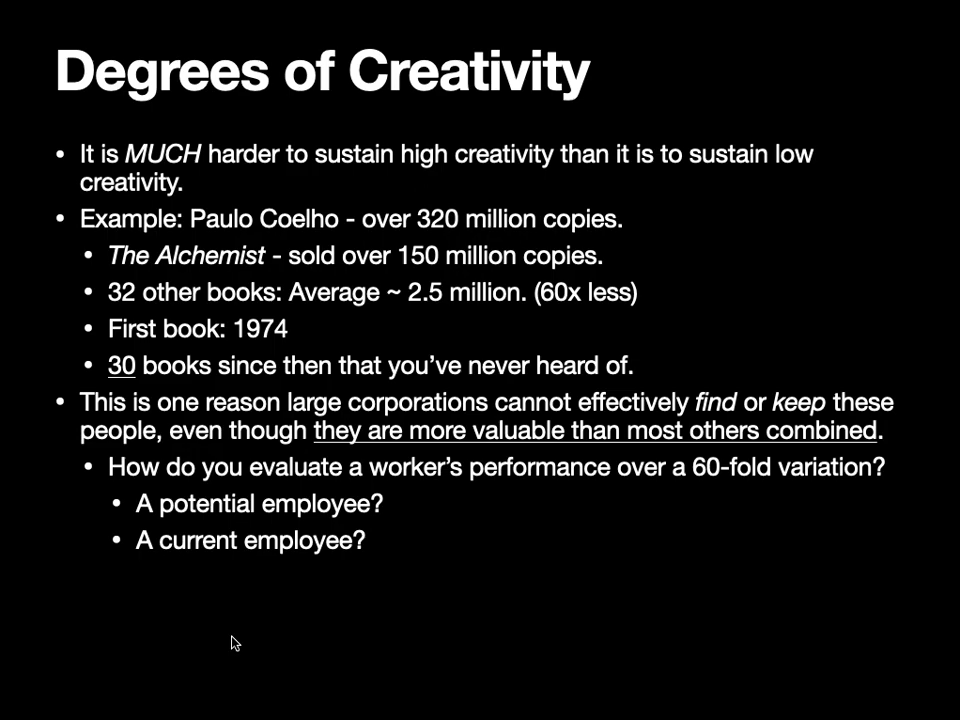 Degrees of Creativity
• It is MUCH harder to sustain high creativity than it is to sustain low
creativity.
• Example: Paulo Coelho - over 320 million copies.
• The Alchemist - sold over 150 million copies.
• 32 other books: Average ~ 2.5 million. (60x less)
• First book: 1974
• 30 books since then that you’ve never heard of.
• This is one reason large corporations cannot effectively find or keep these
people, even though they are more valuable than most others combined.
• How do you evaluate a worker’s performance over a 60-fold variation?
• A potential employee?
• A current employee?